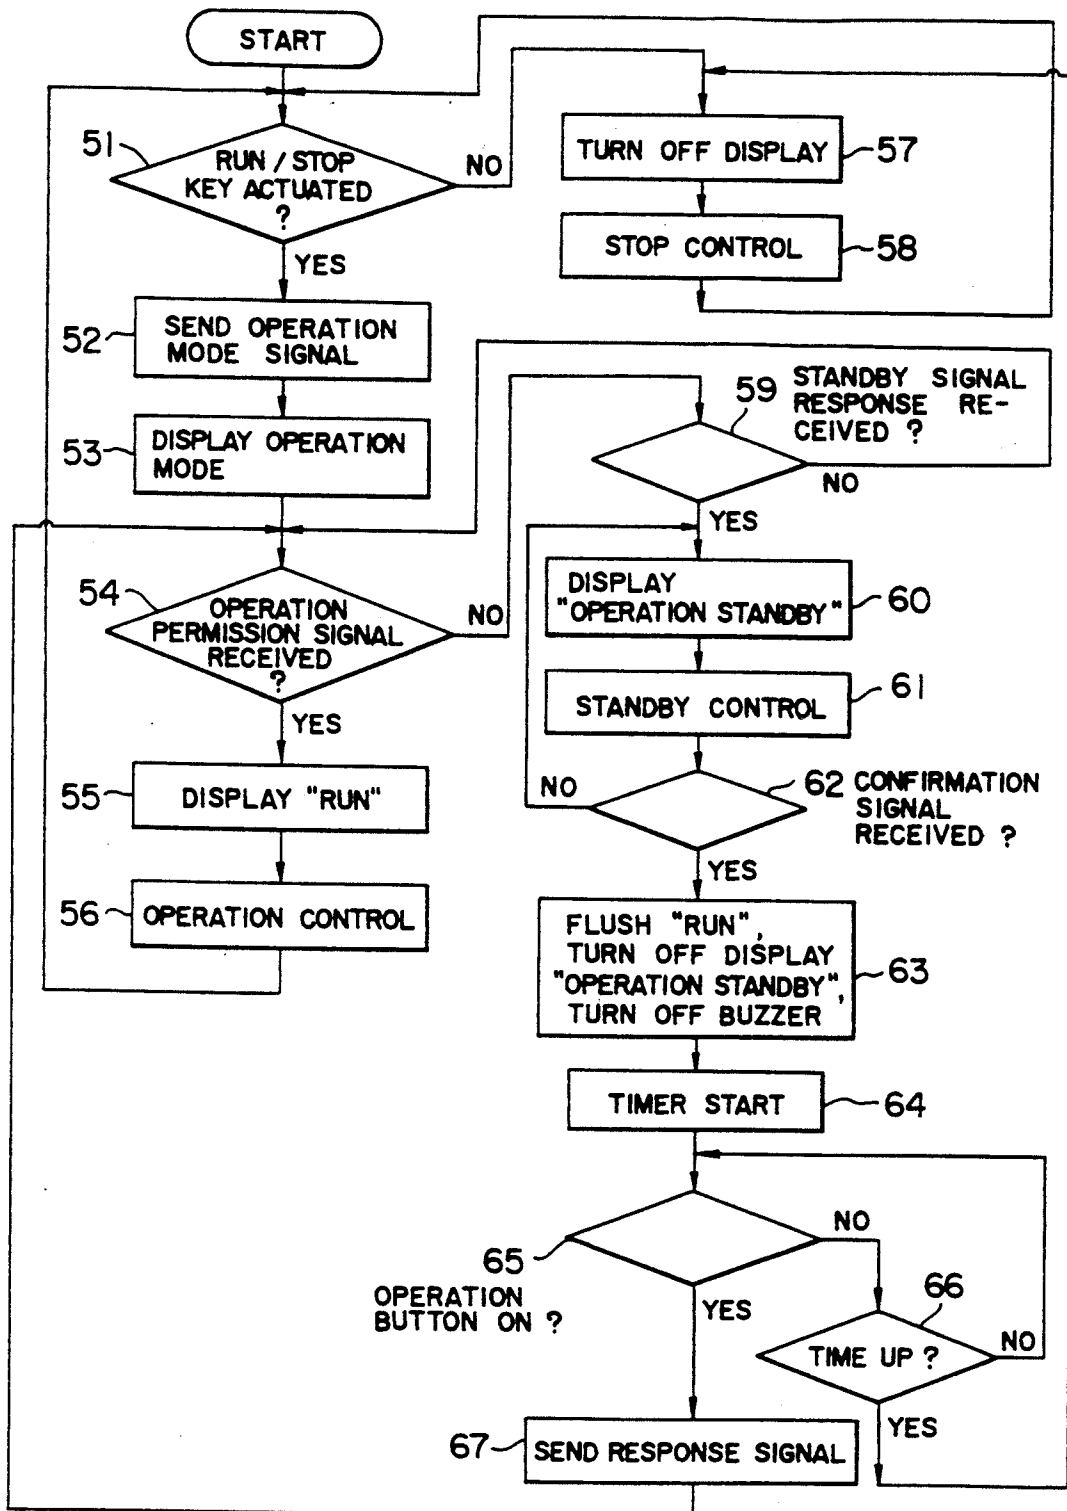 START
51
RUN / STOP
KEY ACTUATED
?
NO
YES
TURN OFF DISPLAY
57
STOP CONTROL
58
52
SEND OPERATION
MODE SIGNAL
53
DISPLAY OPERATION
MODE
59
STANDBY SIGNAL
RESPONSE RE-
CEIVED ?
NO
YES
54
OPERATION
PERMISSION SIGNAL
RECEIVED
?
NO
YES
DISPLAY
"OPERATION STANDBY"
60
STANDBY CONTROL
61
55
DISPLAY "RUN"
NO
62
CONFIRMATION
SIGNAL
RECEIVED ?
YES
56
OPERATION CONTROL
FLUSH "RUN",
TURN OFF DISPLAY
"OPERATION STANDBY",
TURN OFF BUZZER
63
TIMER START
64
65
OPERATION
BUTTON ON ?
NO
YES
66
TIME UP ?
NO
YES
67
SEND RESPONSE SIGNAL